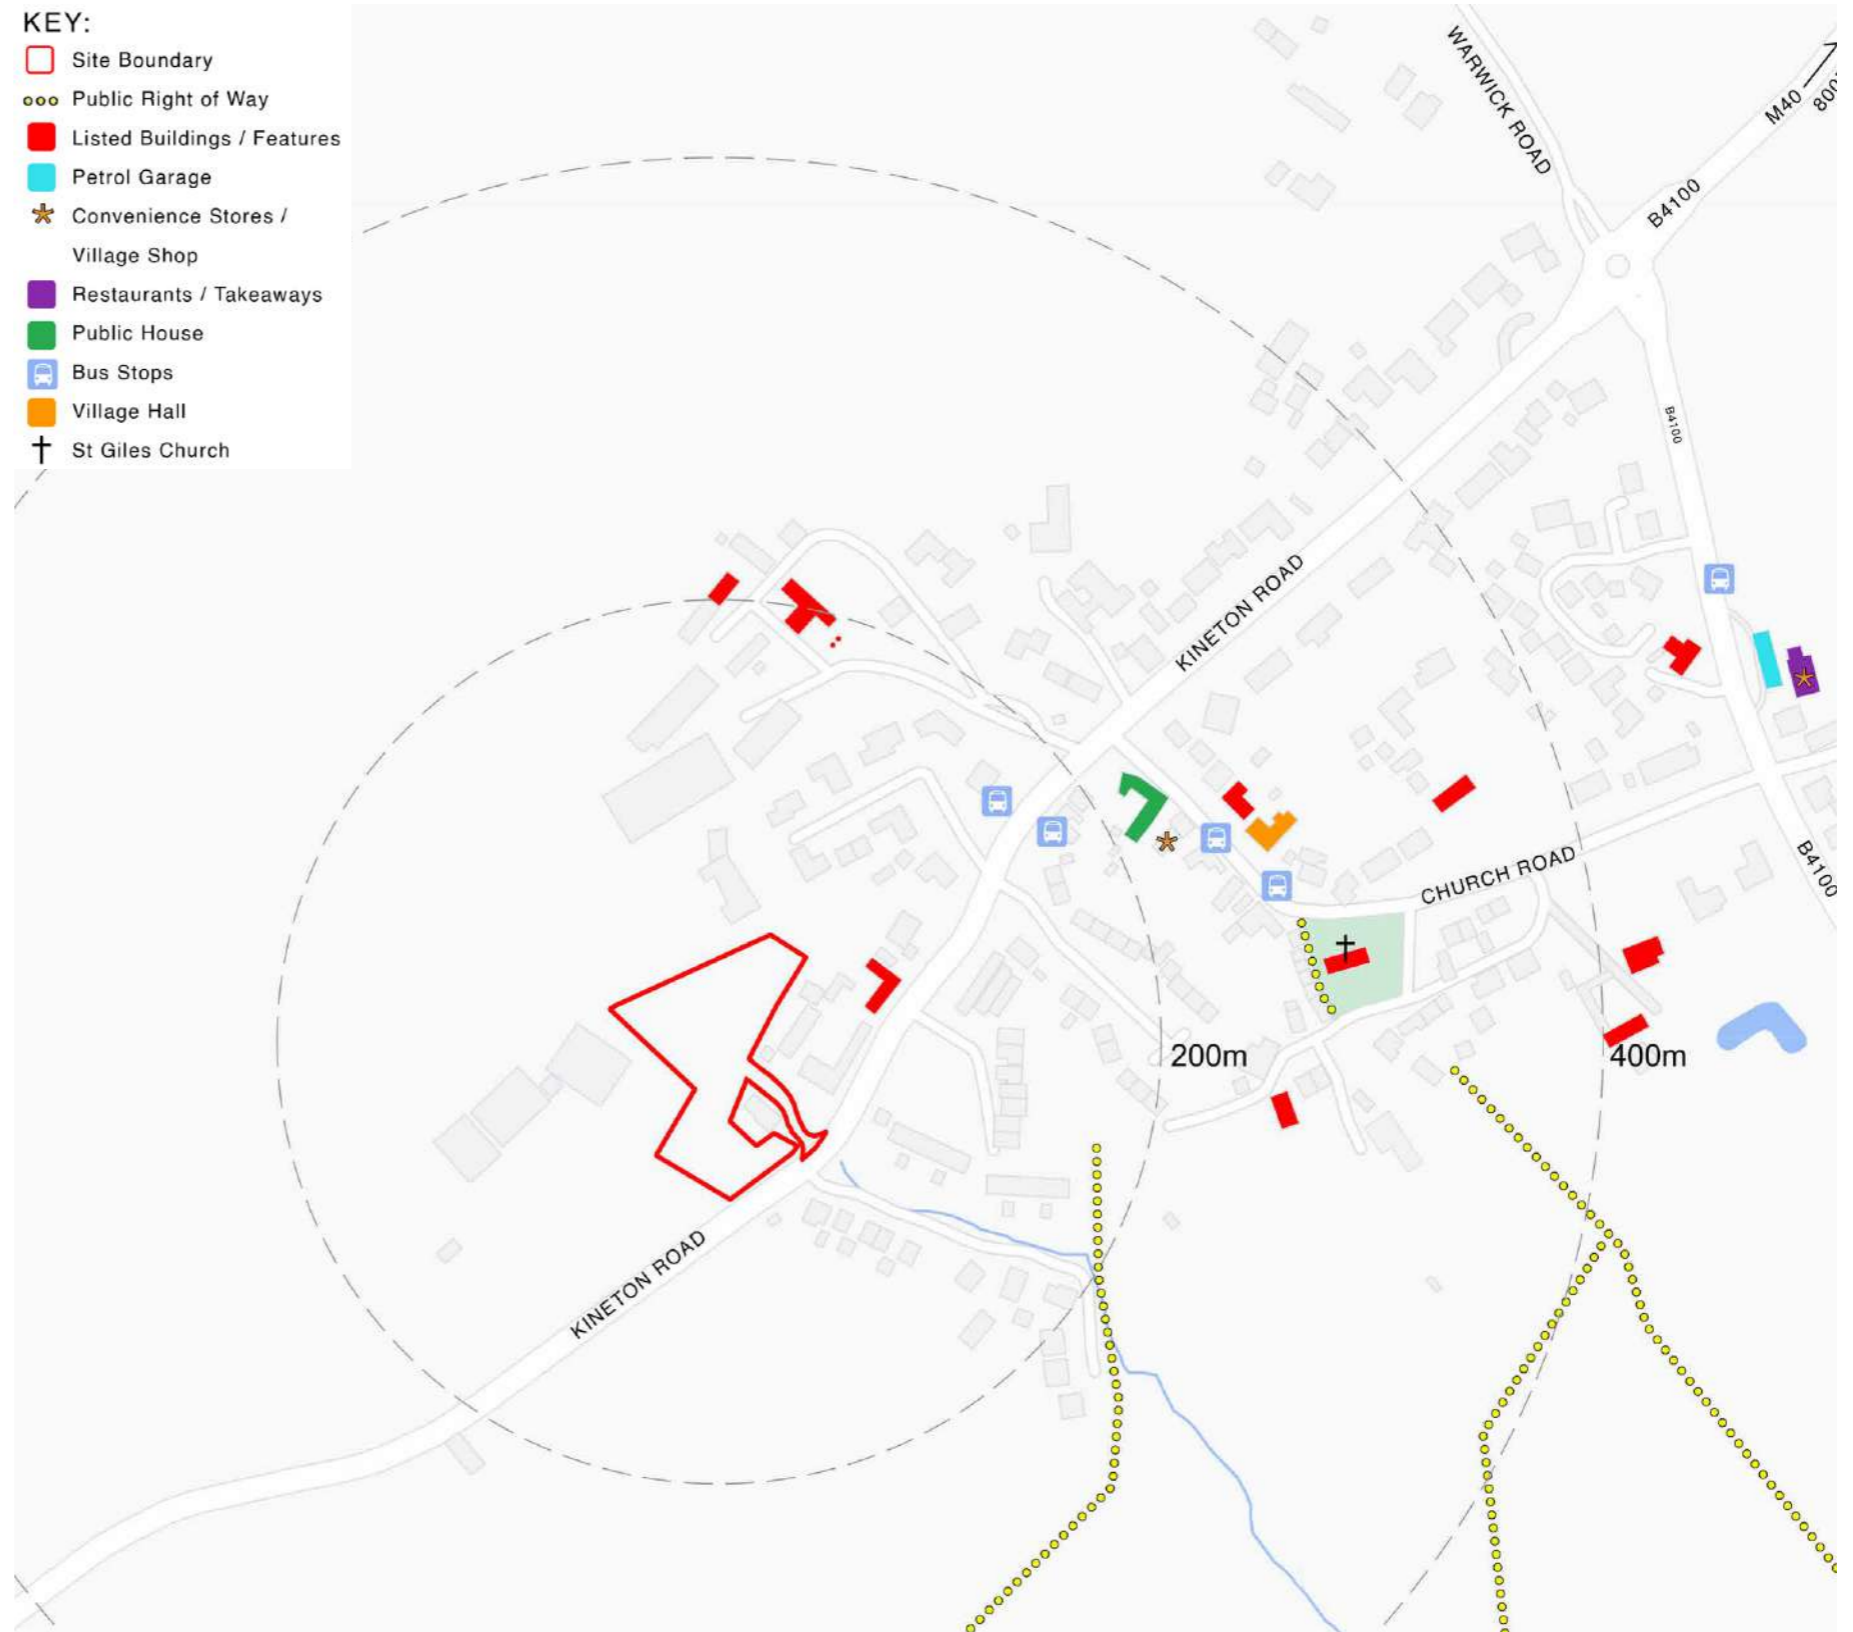 KEY:
Site Boundary
Public Right of Way
Listed Buildings / Features
Petrol Garage
Convenience Stores /
Village Shop
Restaurants / Takeaways
Public House
Bus Stops
Village Hall
St Giles Church
WARWICK ROAD
M40
B4100
B4100
KINETON ROAD
CHURCH ROAD
B4100
200m
400m
KINETON ROAD